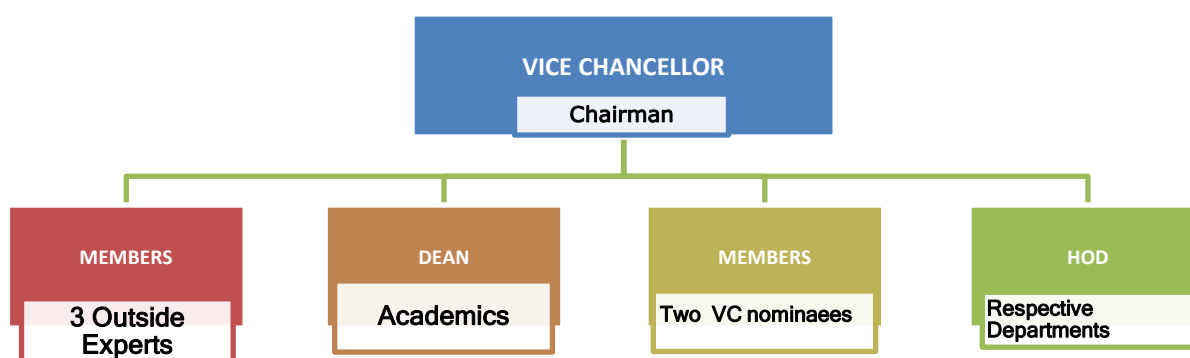 VICE CHANCELLOR
Chairman
MEMBERS
3 Outside
Experts
DEAN
Academics
MEMBERS
Two VC nominaees
HOD
Respective
Departments